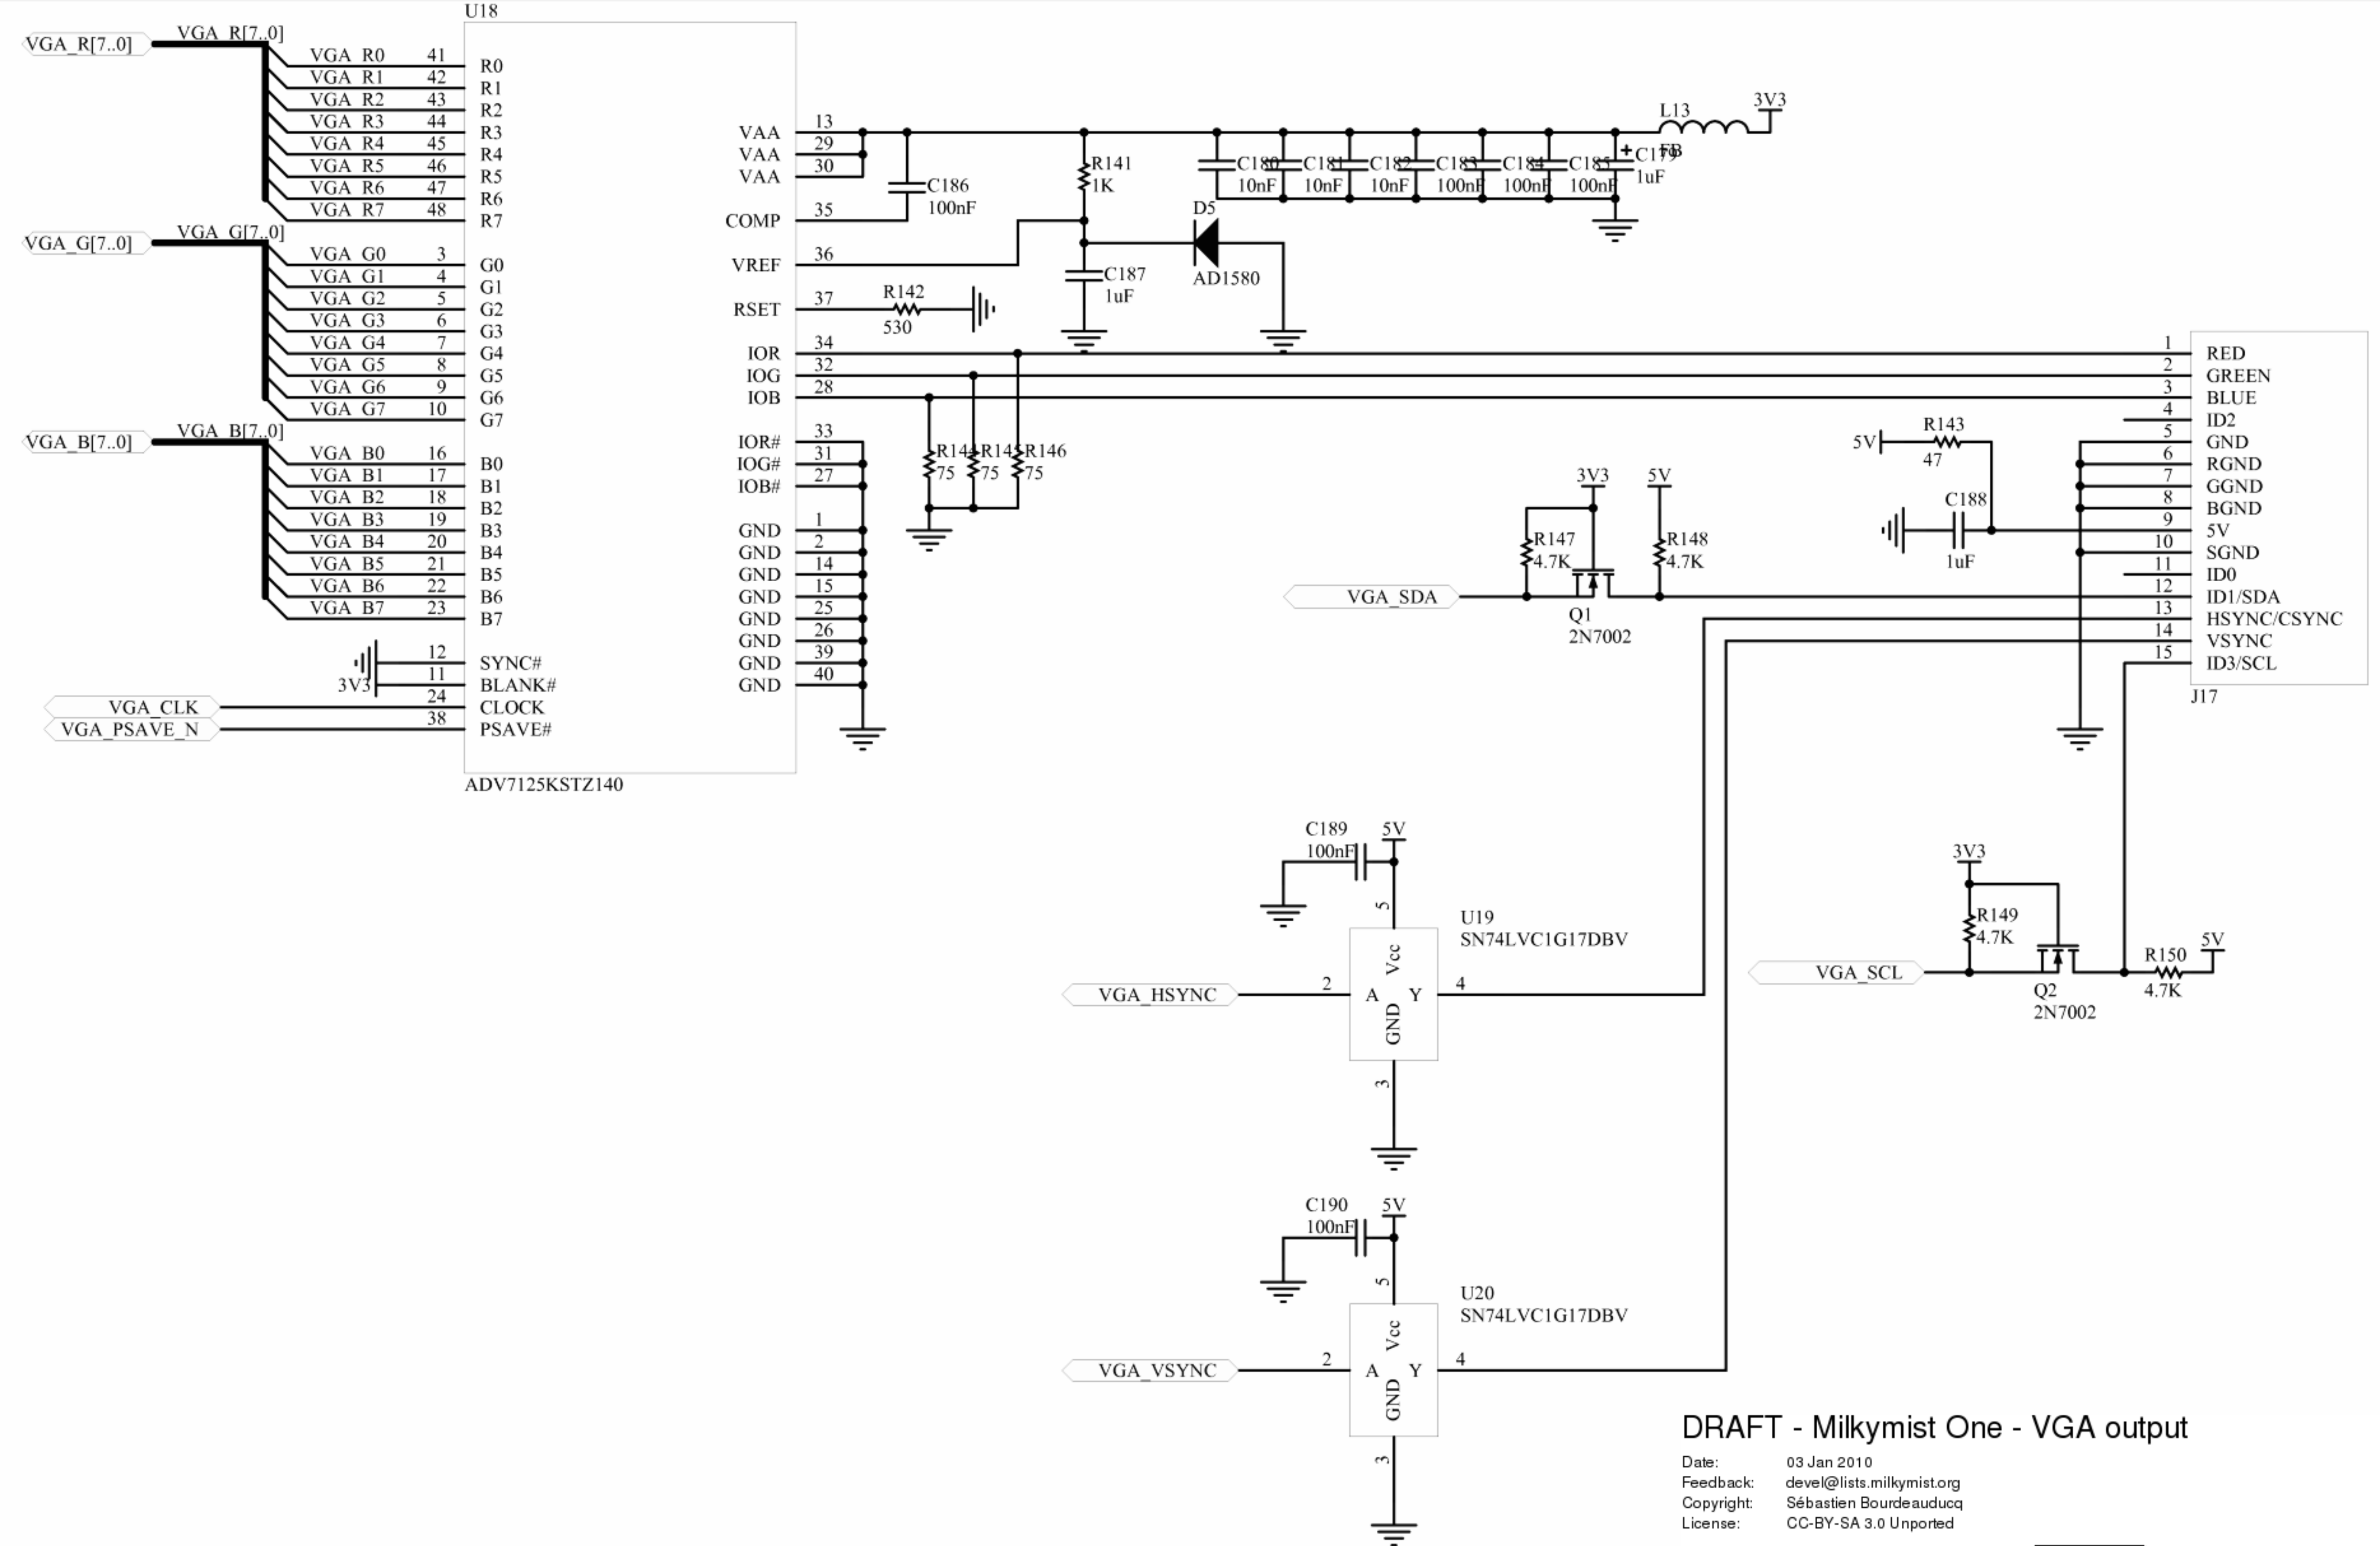 U18
VGA_R[7..0]
VGA_R[7..0]
VGA_R0 41 R0
VGA_R1 42 R1
VGA_R2 43 R2
VGA_R3 44 R3
VGA_R4 45 R4
VGA_R5 46 R5
VGA_R6 47 R6
VGA_R7 48 R7
VGA_G[7..0]
VGA_G[7..0]
VGA_G0 3 G0
VGA_G1 4 G1
VGA_G2 5 G2
VGA_G3 6 G3
VGA_G4 7 G4
VGA_G5 8 G5
VGA_G6 9 G6
VGA_G7 10 G7
VGA_B[7..0]
VGA_B[7..0]
VGA_B0 16 B0
VGA_B1 17 B1
VGA_B2 18 B2
VGA_B3 19 B3
VGA_B4 20 B4
VGA_B5 21 B5
VGA_B6 22 B6
VGA_B7 23 B7
12 SYNC#
3V3 11 BLANK#
VGA_CLK 24 CLOCK
VGA_PSAVE_N 38 PSAVE#
ADV7125KSTZ140
VAA 13
VAA 29
VAA 30
COMP 35
VREF 36
RSET 37
IOR 34
IOG 32
IOB 28
IOR# 33
IOG# 31
IOB# 27
GND 1
GND 2
GND 14
GND 15
GND 25
GND 26
GND 39
GND 40
C186
100nF
R141
1K
C187
1uF
D5
AD1580
R142
530
C180
10nF
C181
10nF
C182
10nF
C183
100nF
C184
100nF
C185
100nF
+ C179
1uF
L13
FB
3V3
R144
75
R145
75
R146
75
1 RED
2 GREEN
3 BLUE
4 ID2
5 GND
6 RGND
7 GGND
8 BGND
9 5V
10 SGND
11 ID0
12 ID1/SDA
13 HSYNC/CSYNC
14 VSYNC
15 ID3/SCL
J17
5V
R143
47
C188
1uF
3V3
5V
R147
4.7K
R148
4.7K
VGA_SDA
Q1
2N7002
C189
100nF
5V
5
U19
SN74LVC1G17DBV
VGA_HSYNC 2 A Y 4
Vcc
GND
3
3V3
R149
4.7K
VGA_SCL
Q2
2N7002
R150
4.7K
5V
C190
100nF
5V
5
U20
SN74LVC1G17DBV
VGA_VSYNC 2 A Y 4
Vcc
GND
3
DRAFT - Milkymist One - VGA output
Date: 03 Jan 2010
Feedback: devel@lists.milkymist.org
Copyright: Sébastien Bourdeauducq
License: CC-BY-SA 3.0 Unported